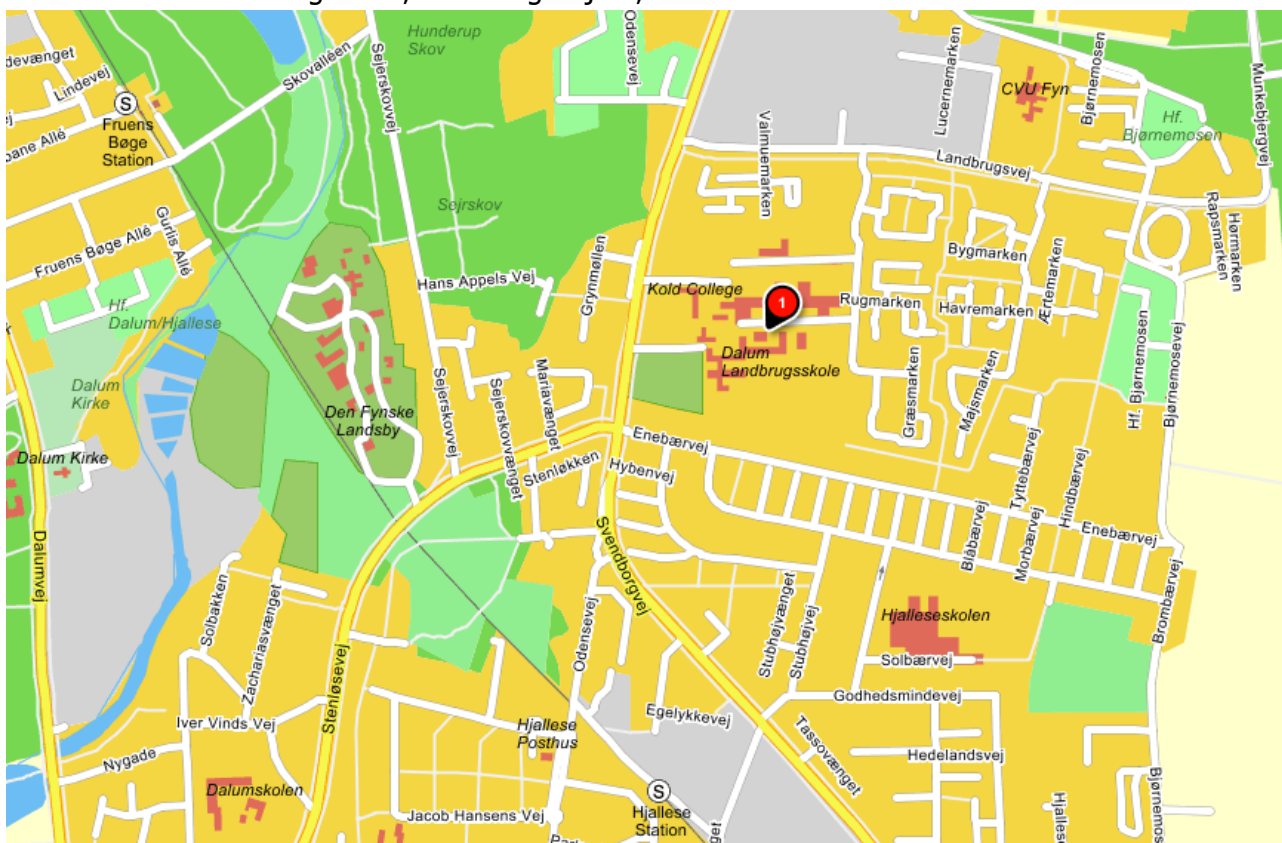 Hunderup
Skov
Odensevej
devænget
Lindevej
Skovalléen
Sejerskovvej
Lucernemarken
CVU Fyn
Bjørnemosen
Munkebjergvej
S
Fruens
Bøge
Station
Valmuemarken
Hf.
Bjørnemosen
bane Allé
Landbrugsvej
Sejrskov
Gurlis Allé
Fruens Bøge Allé
Rapsmarken
Hørmarken
Grynmøllen
Bygmarken
Ærtemarken
Hans Appels Vej
Kold College
1
Rugmarken
Havremarken
Hf.
Dalum/Hjallese
Dalum
Landbrugsskole
Hf. Bjørnemosen
Bjørnemosevej
Dalum
Kirke
Sejerskovvej
Sejerskovvænget
Mariavænget
Græsmarken
Majsmarken
Den Fynske
Landsby
Dalum Kirke
Enebærvej
Stenløkken
Hybenvej
Tyttebærvej
Hindbærvej
Dalumvej
Svendborgvej
Blåbærvej
Morbærvej
Enebærvej
Solbakken
Zachariasvænget
Odensevej
Stubhøjvænget
Stubhøjvej
Hjalleseskolen
Brombærvej
Solbærvej
Stenløsevej
Godhedsmindevej
Iver Vinds Vej
Egelykkevej
Hjallese
Posthus
Tassovænget
Hedelandsvej
Nygade
Dalumskolen
S
Hjallese
Station
Jacob Hansens Vej
Hjallese
Bjørnemos